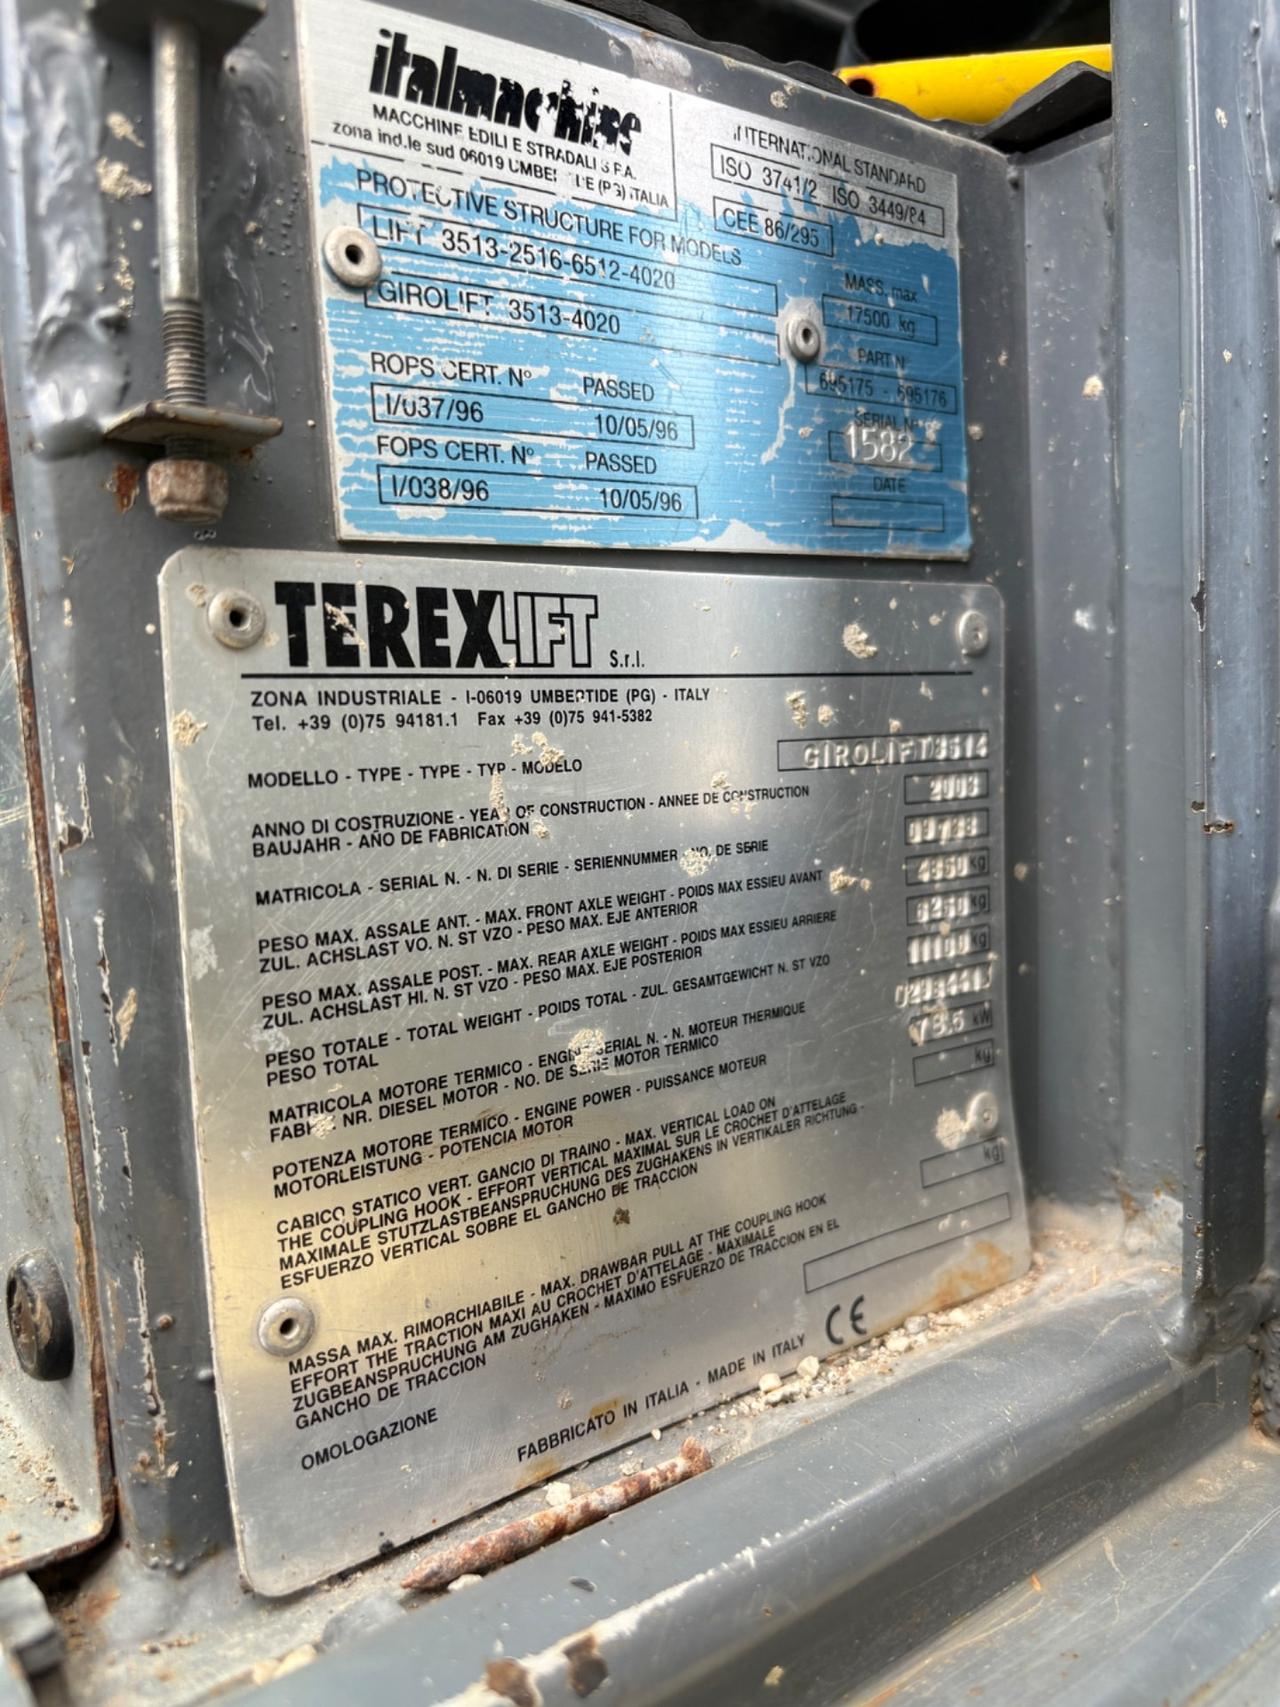 italmacchine
MACCHINE EDILI E STRADALI S.P.A.
zona ind.le sud 06019 UMBERTIDE (PG) ITALIA
INTERNATIONAL STANDARD
ISO 3741/2 ISO 3449/84
CEE 86/295
PROTECTIVE STRUCTURE FOR MODELS
LIFT 3513-2516-6512-4020
GIROLIFT 3513-4020
MASS. max
17500 kg
PART N.
695175 - 695176
SERIAL N°
1582
DATE
ROPS CERT. N° PASSED
I/037/96 10/05/96
FOPS CERT. N° PASSED
I/038/96 10/05/96
TEREXLIFT S.r.l.
ZONA INDUSTRIALE - I-06019 UMBERTIDE (PG) - ITALY
Tel. +39 (0)75 94181.1 Fax +39 (0)75 941-5382
MODELLO - TYPE - TYPE - TYP - MODELO GIROLIFT3514
ANNO DI COSTRUZIONE - YEAR OF CONSTRUCTION - ANNEE DE CONSTRUCTION 2003
BAUJAHR - AÑO DE FABRICATION
MATRICOLA - SERIAL N. - N. DI SERIE - SERIENNUMMER - NO. DE SERIE
PESO MAX. ASSALE ANT. - MAX. FRONT AXLE WEIGHT - POIDS MAX ESSIEU AVANT 4850 kg
ZUL. ACHSLAST VO. N. ST VZO - PESO MAX. EJE ANTERIOR
PESO MAX. ASSALE POST. - MAX. REAR AXLE WEIGHT - POIDS MAX ESSIEU ARRIERE 6250 kg
ZUL. ACHSLAST HI. N. ST VZO - PESO MAX. EJE POSTERIOR
PESO TOTALE - TOTAL WEIGHT - POIDS TOTAL - ZUL. GESAMTGEWICHT N. ST VZO 11100 kg
PESO TOTAL
MATRICOLA MOTORE TERMICO - ENGINE SERIAL N. - N. MOTEUR THERMIQUE
FABRIK NR. DIESEL MOTOR - NO. DE SERIE MOTOR TERMICO
POTENZA MOTORE TERMICO - ENGINE POWER - PUISSANCE MOTEUR kW
MOTORLEISTUNG - POTENCIA MOTOR
CARICO STATICO VERT. GANCIO DI TRAINO - MAX. VERTICAL LOAD ON kg
THE COUPLING HOOK - EFFORT VERTICAL MAXIMAL SUR LE CROCHET D'ATTELAGE
MAXIMALE STUTZLASTBEANSPRUCHUNG DES ZUGHAKENS IN VERTIKALER RICHTUNG -
ESFUERZO VERTICAL SOBRE EL GANCHO DE TRACCION
MASSA MAX. RIMORCHIABILE - MAX. DRAWBAR PULL AT THE COUPLING HOOK kg
EFFORT THE TRACTION MAXI AU CROCHET D'ATTELAGE - MAXIMALE
ZUGBEANSPRUCHUNG AM ZUGHAKEN - MAXIMO ESFUERZO DE TRACCION EN EL
GANCHO DE TRACCION
OMOLOGAZIONE
FABBRICATO IN ITALIA - MADE IN ITALY CE